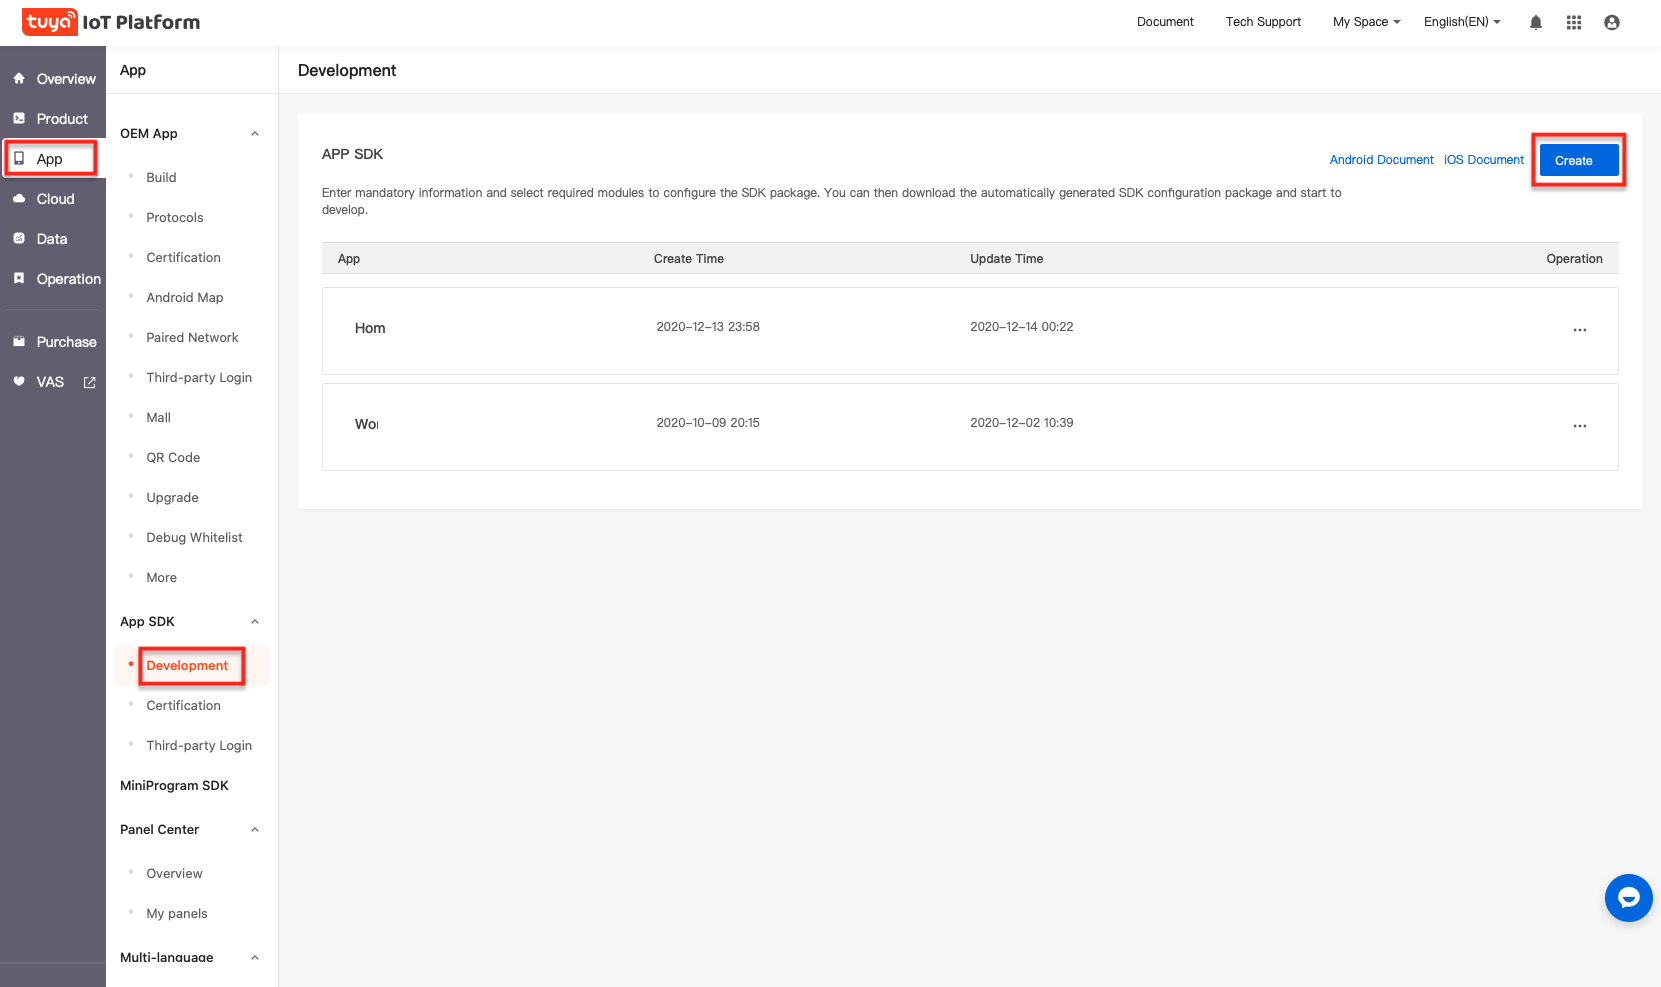 tuya IoT Platform
Document
Tech Support
My Space
English(EN)
Overview
Product
App
Cloud
Data
Operation
Purchase
VAS
App
OEM App
Build
Protocols
Certification
Android Map
Paired Network
Third-party Login
Mall
QR Code
Upgrade
Debug Whitelist
More
App SDK
Development
Certification
Third-party Login
MiniProgram SDK
Panel Center
Overview
My panels
Multi-language
Development
APP SDK
Android Document iOS Document Create
Enter mandatory information and select required modules to configure the SDK package. You can then download the automatically generated SDK configuration package and start to
develop.
App Create Time Update Time Operation
Hom 2020-12-13 23:58 2020-12-14 00:22 ...
Wor 2020-10-09 20:15 2020-12-02 10:39 ...